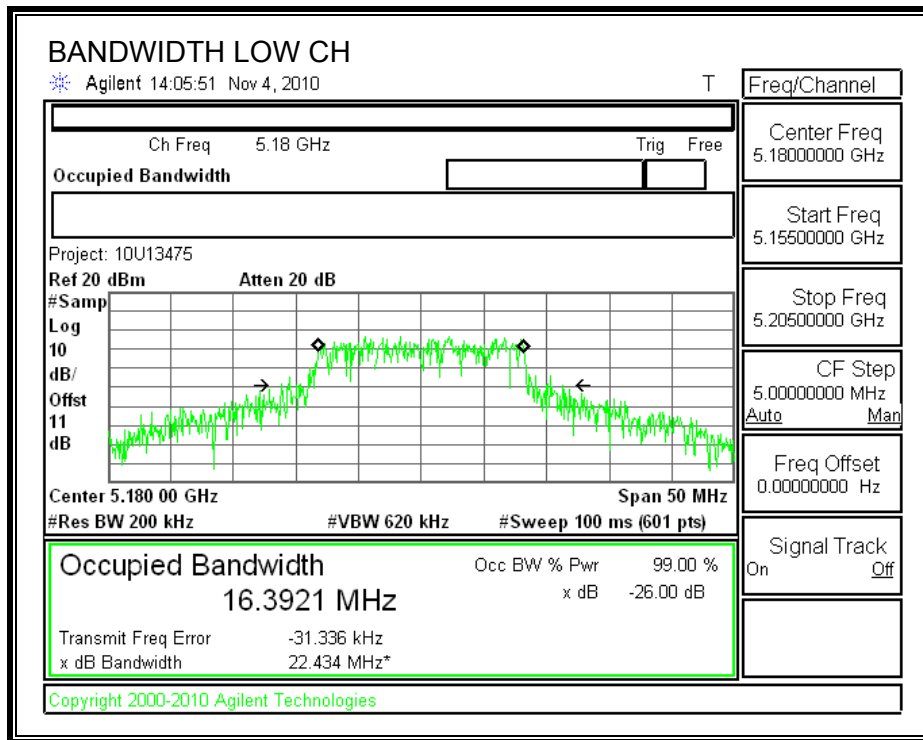 BANDWIDTH LOW CH
Agilent 14:05:51 Nov 4, 2010 T
Ch Freq 5.18 GHz Trig Free
Occupied Bandwidth
Project: 10U13475
Ref 20 dBm Atten 20 dB
#Samp
Log
10
dB/
Offst
11
dB
Center 5.180 00 GHz Span 50 MHz
#Res BW 200 kHz #VBW 620 kHz #Sweep 100 ms (601 pts)
Occupied Bandwidth Occ BW % Pwr 99.00 %
16.3921 MHz x dB -26.00 dB
Transmit Freq Error -31.336 kHz
x dB Bandwidth 22.434 MHz*
Copyright 2000-2010 Agilent Technologies
Freq/Channel
Center Freq
5.18000000 GHz
Start Freq
5.15500000 GHz
Stop Freq
5.20500000 GHz
CF Step
5.00000000 MHz
Auto Man
Freq Offset
0.00000000 Hz
Signal Track
On Off